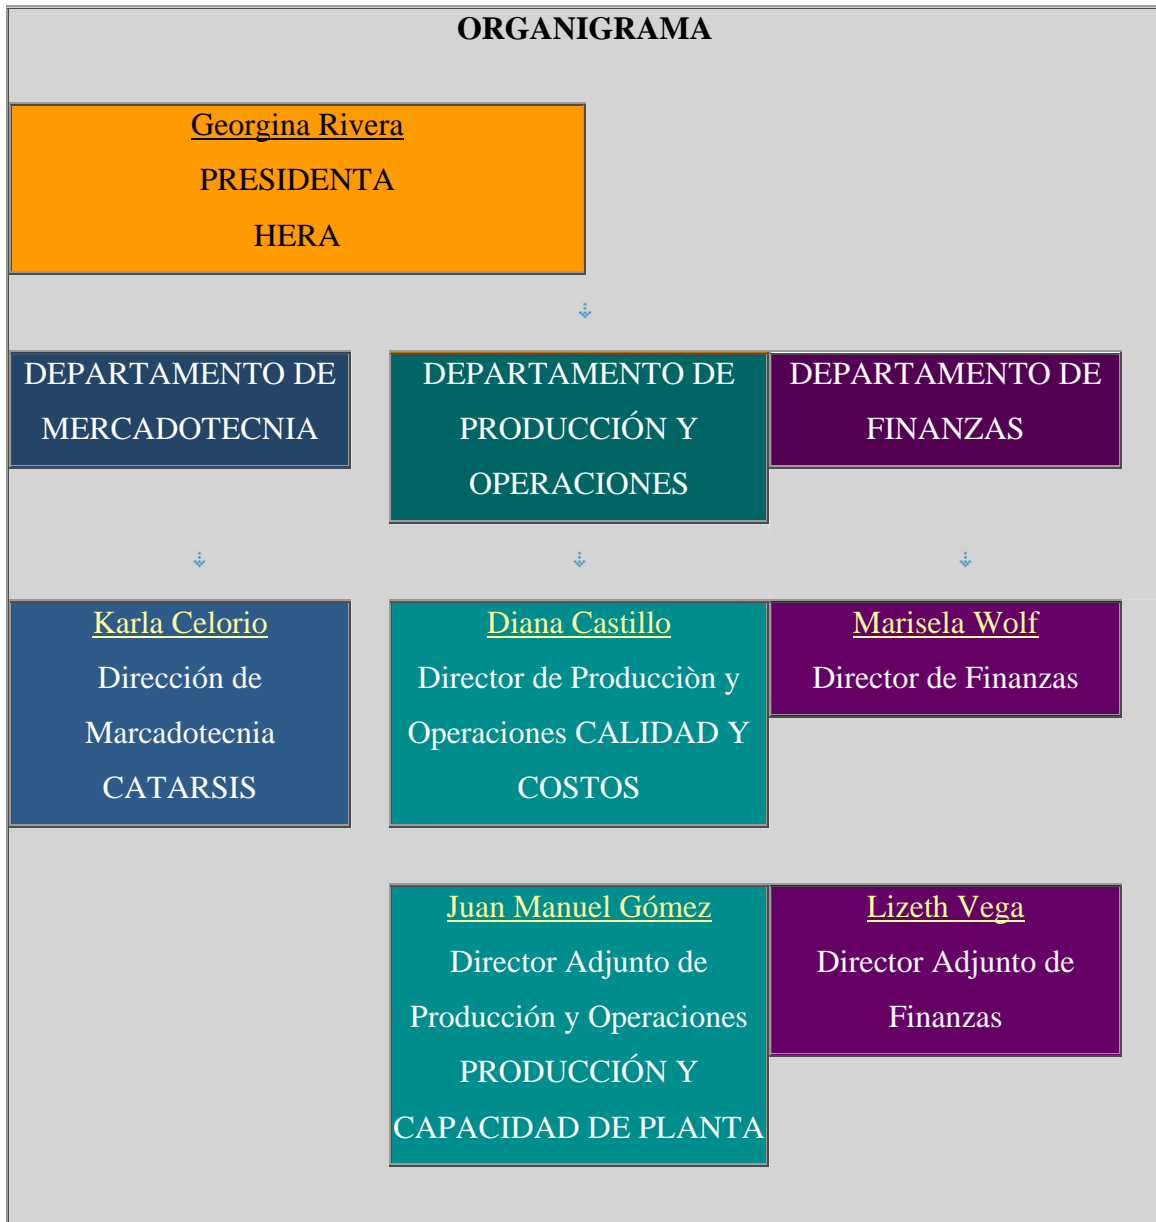 ORGANIGRAMA
Georgina Rivera
PRESIDENTA
HERA
DEPARTAMENTO DE
MERCADOTECNIA
DEPARTAMENTO DE
PRODUCCIÓN Y
OPERACIONES
DEPARTAMENTO DE
FINANZAS
Karla Celorio
Dirección de
Marcadotecnia
CATARSIS
Diana Castillo
Director de Producciòn y
Operaciones CALIDAD Y
COSTOS
Marisela Wolf
Director de Finanzas
Juan Manuel Gómez
Director Adjunto de
Producción y Operaciones
PRODUCCIÓN Y
CAPACIDAD DE PLANTA
Lizeth Vega
Director Adjunto de
Finanzas